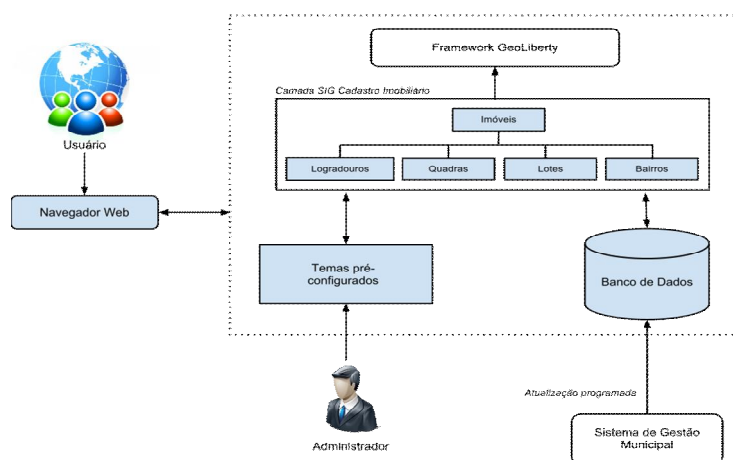 Framework GeoLiberty
Camada SIG Cadastro Imobiliário
Imóveis
Logradouros
Quadras
Lotes
Bairros
Usuário
Navegador Web
Temas pré-
configurados
Banco de Dados
Atualização programada
Administrador
Sistema de Gestão
Municipal